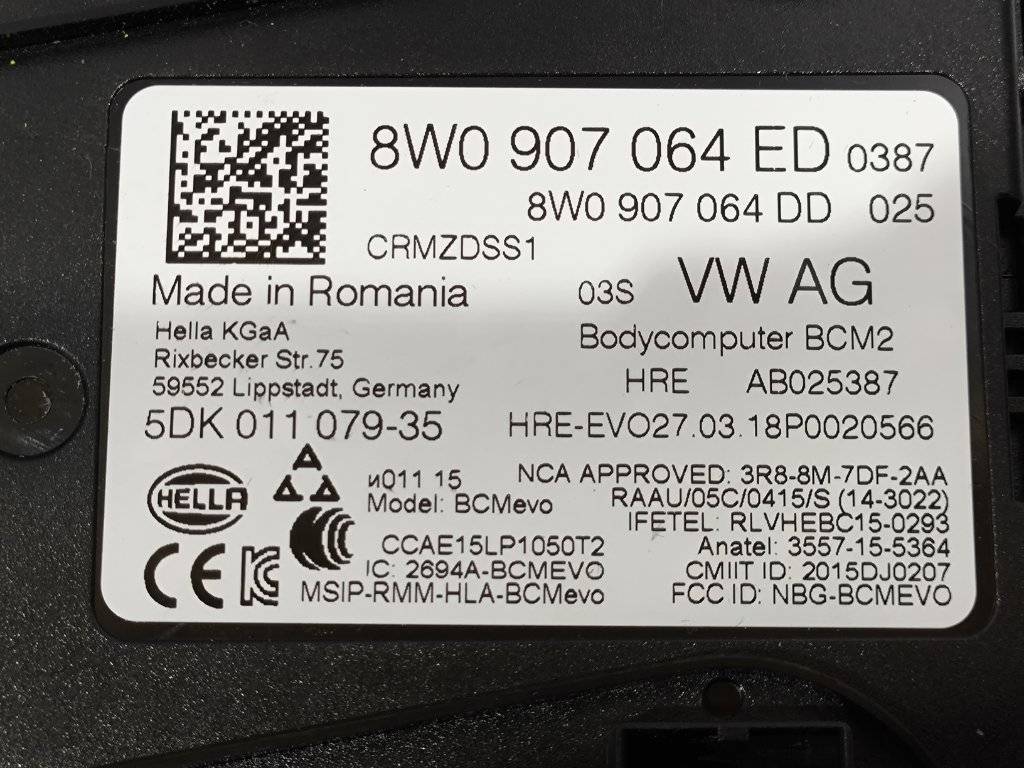 8W0 907 064 ED 0387
8W0 907 064 DD 025
CRMZDSS1
Made in Romania 03S VW AG
Hella KGaA
Bodycomputer BCM2
Rixbecker Str.75
59552 Lippstadt, Germany HRE AB025387
5DK 011 079-35 HRE-EVO27.03.18P0020566
HELLA
и011 15 NCA APPROVED: 3R8-8M-7DF-2AA
Model: BCMevo RAAU/05C/0415/S (14-3022)
IFETEL: RLVHEBC15-0293
CCAE15LP1050T2 Anatel: 3557-15-5364
CE IC: 2694A-BCMEVO CMIIT ID: 2015DJ0207
MSIP-RMM-HLA-BCMevo FCC ID: NBG-BCMEVO